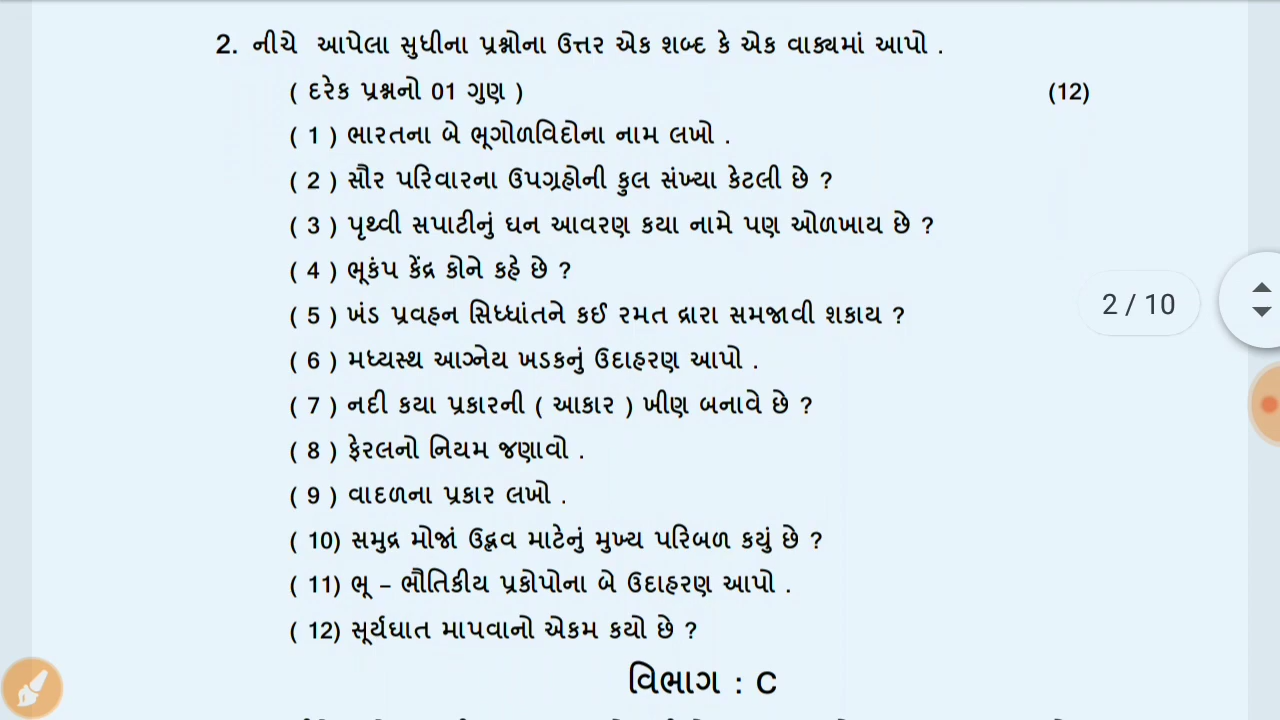 2. નીચે આપેલા સુધીના પ્રશ્નોના ઉત્તર એક શબ્દ કે એક વાક્યમાં આપો .
( દરેક પ્રશ્નનો 01 ગુણ ) (12)
( 1 ) ભારતના બે ભૂગોળવિદોના નામ લખો .
( 2 ) સૌર પરિવારના ઉપગ્રહોની કુલ સંખ્યા કેટલી છે ?
( 3 ) પૃથ્વી સપાટીનું ઘન આવરણ કયા નામે પણ ઓળખાય છે ?
( 4 ) ભૂકંપ કેંદ્ર કોને કહે છે ?
( 5 ) ખંડ પ્રવહન સિધ્ધાંતને કઈ રમત દ્રારા સમજાવી શકાય ?
2 / 10
( 6 ) મધ્યસ્થ આગ્નેય ખડકનું ઉદાહરણ આપો .
( 7 ) નદી કયા પ્રકારની ( આકાર ) ખીણ બનાવે છે ?
( 8 ) ફેરલનો નિયમ જણાવો .
( 9 ) વાદળના પ્રકાર લખો .
( 10) સમુદ્ર મોજાં ઉદ્ભવ માટેનું મુખ્ય પરિબળ કયું છે ?
( 11) ભૂ – ભૌતિકીય પ્રકોપોના બે ઉદાહરણ આપો .
( 12) સૂર્યઘાત માપવાનો એકમ કયો છે ?
વિભાગ : C